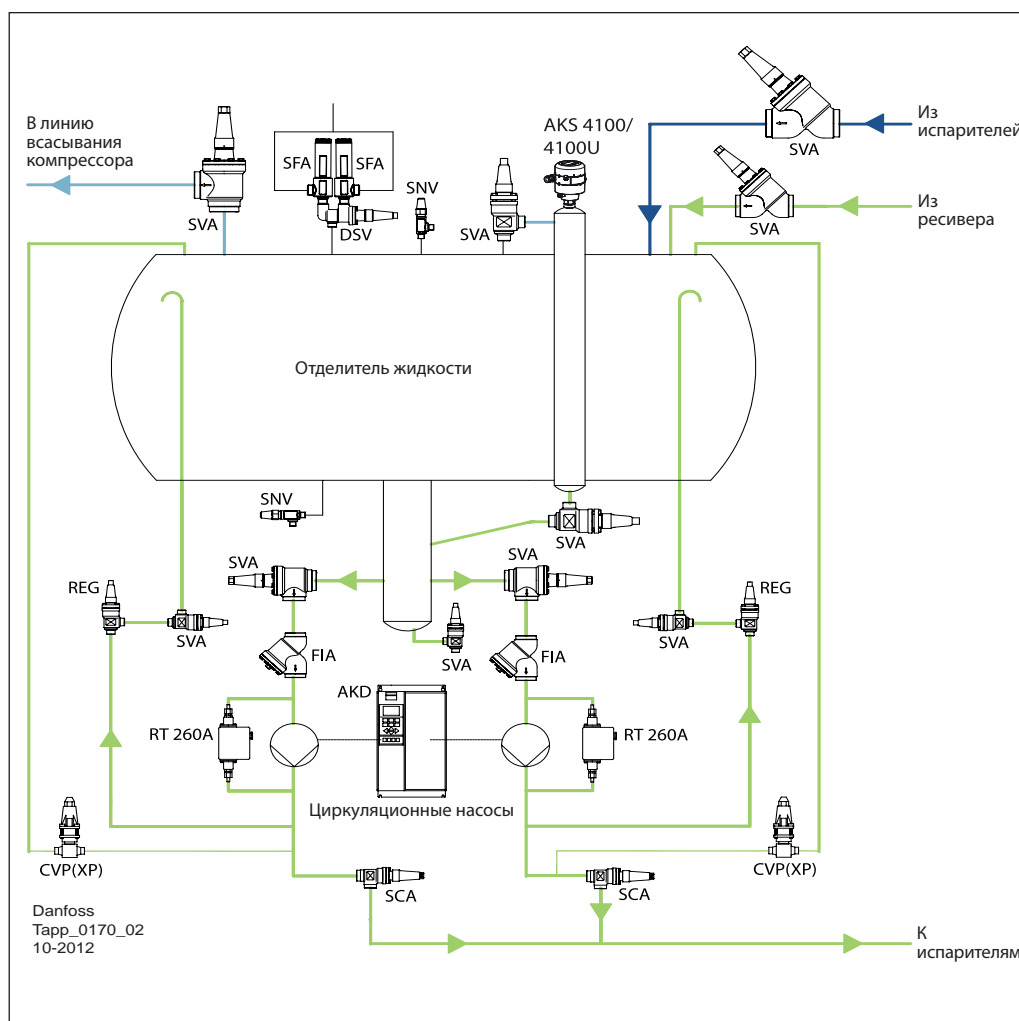 В линию
всасывания
компрессора
SFA
SFA
SNV
AKS 4100/
4100U
Из
испарителей
SVA
SVA
DSV
SVA
SVA
Из
ресивера
Отделитель жидкости
SNV
SVA
SVA
SVA
REG
SVA
FIA
SVA
FIA
SVA
REG
AKD
RT 260A
RT 260A
Циркуляционные насосы
CVP(XP)
SCA
SCA
CVP(XP)
Danfoss
Tapp_0170_02
10-2012
К
испарителям